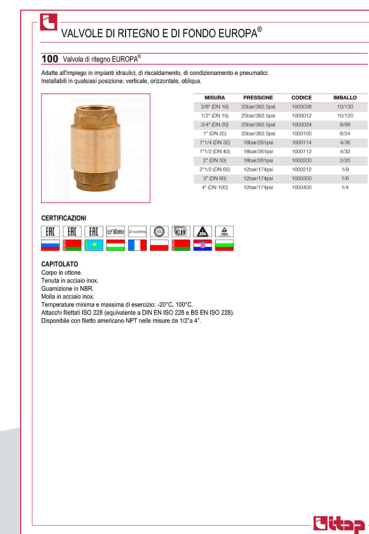 VALVOLE DI RITEGNO E DI FONDO EUROPA®
100 Valvola di ritegno EUROPA®
Adatte all'impiego in impianti idraulici, di riscaldamento, di condizionamento e pneumatici.
Installabili in qualsiasi posizione: verticale, orizzontale, obliqua.
MISURA PRESSIONE CODICE IMBALLO
3/8" (DN 10) 25bar/362.5psi 1000038 10/130
1/2" (DN 15) 25bar/362.5psi 1000012 10/120
3/4" (DN 20) 25bar/362.5psi 1000034 8/88
1" (DN 25) 25bar/362.5psi 1000100 6/54
1"1/4 (DN 32) 18bar/261psi 1000114 4/36
1"1/2 (DN 40) 18bar/261psi 1000112 4/32
2" (DN 50) 18bar/261psi 1000200 2/20
2"1/2 (DN 65) 12bar/174psi 1000212 1/9
3" (DN 80) 12bar/174psi 1000300 1/6
4" (DN 100) 12bar/174psi 1000400 1/4
CERTIFICAZIONI
EAC EAC EAC
CAPITOLATO
Corpo in ottone.
Tenuta in acciaio inox.
Guarnizione in NBR.
Molla in acciaio inox.
Temperature minima e massima di esercizio: -20°C, 100°C.
Attacchi filettati ISO 228 (equivalente a DIN EN ISO 228 e BS EN ISO 228).
Disponibile con filetto americano NPT nelle misure da 1/2"a 4".
itap